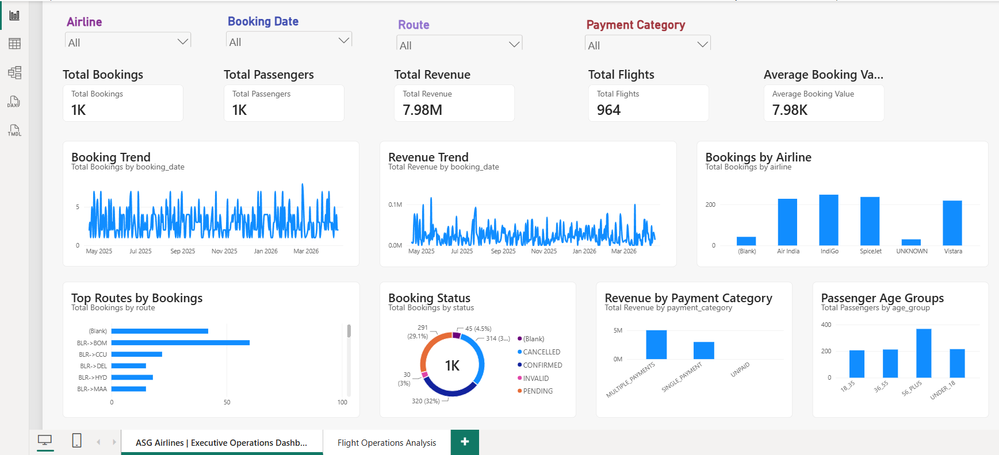 Airline
Booking Date
Route
Payment Category
All
All
All
All
Total Bookings
Total Passengers
Total Revenue
Total Flights
Average Booking Va...
Total Bookings
1K
Total Passengers
1K
Total Revenue
7.98M
Total Flights
964
Average Booking Value
7.98K
DAX
TMDL
Booking Trend
Total Bookings by booking_date
5
0
May 2025
Jul 2025
Sep 2025
Nov 2025
Jan 2026
Mar 2026
Revenue Trend
Total Revenue by booking_date
0.1M
0.0M
May 2025
Jul 2025
Sep 2025
Nov 2025
Jan 2026
Mar 2026
Bookings by Airline
Total Bookings by airline
200
0
(Blank)
Air India
IndiGo
SpiceJet
UNKNOWN
Vistara
Top Routes by Bookings
Total Bookings by route
(Blank)
BLR->BOM
BLR->CCU
BLR->DEL
BLR->HYD
BLR->MAA
0
50
100
Booking Status
Total Bookings by status
291
(29.1%)
45 (4.5%)
314 (3...)
1K
30
(3%)
320 (32%)
(Blank)
CANCELLED
CONFIRMED
INVALID
PENDING
Revenue by Payment Category
Total Revenue by payment_category
5M
0M
MULTIPLE_PAYMENTS
SINGLE_PAYMENT
UNPAID
Passenger Age Groups
Total Passengers by age_group
400
200
0
18_35
36_55
56_PLUS
UNDER_18
ASG Airlines | Executive Operations Dashb...
Flight Operations Analysis